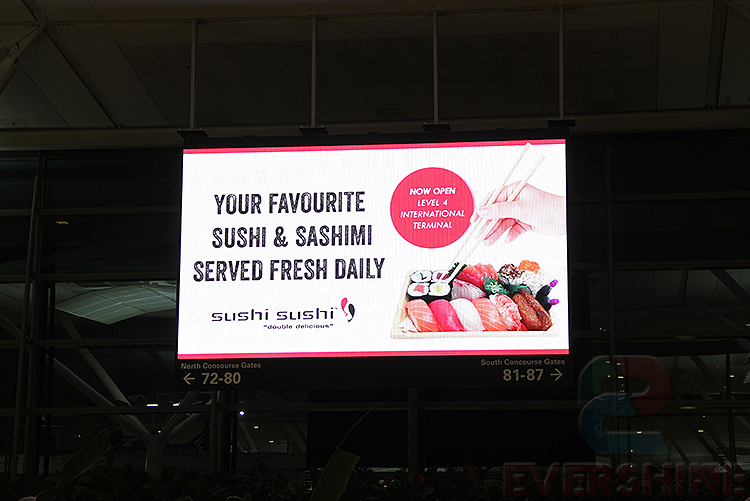 YOUR FAVOURITE
SUSHI & SASHIMI
SERVED FRESH DAILY
NOW OPEN
LEVEL 4
INTERNATIONAL
TERMINAL
sushi sushi
"double delicious"
North Concourse Gates
← 72-80
South Concourse Gates
81-87 →
EVERSHINE